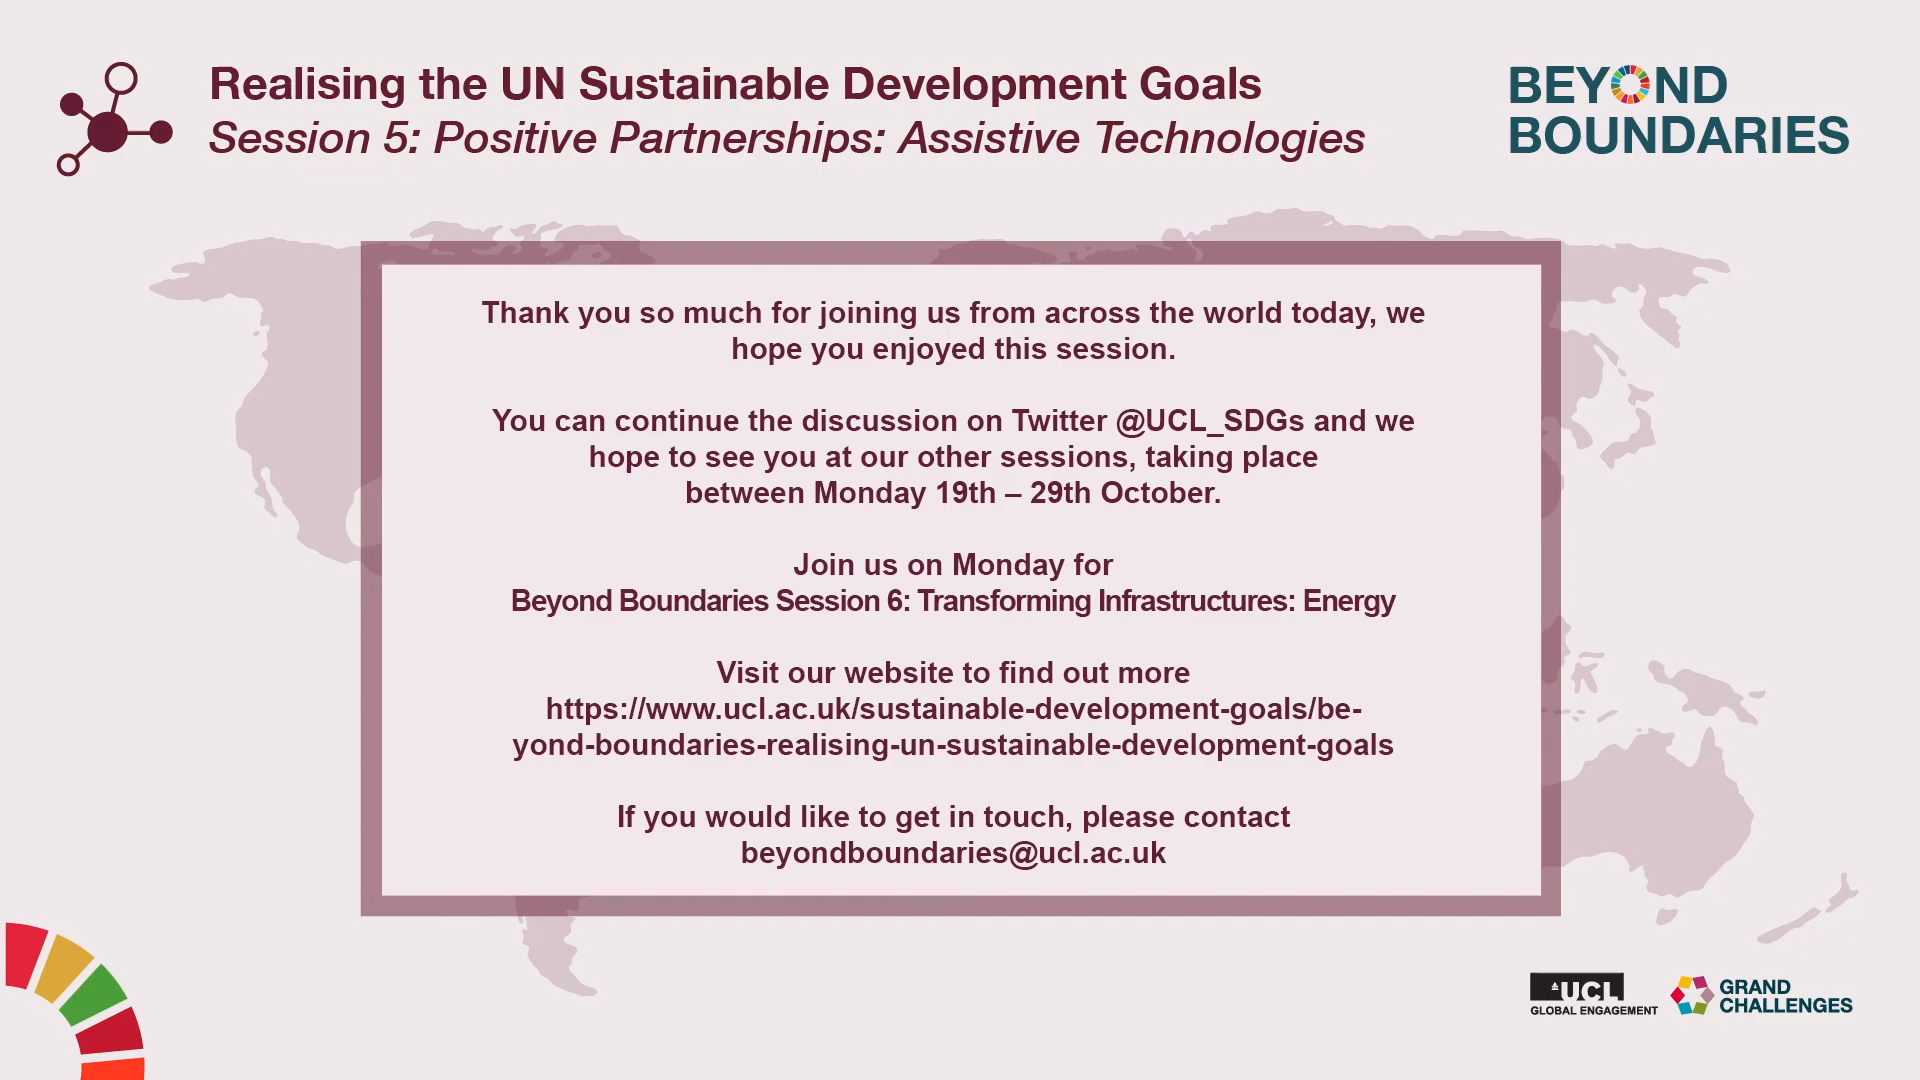 Realising the UN Sustainable Development Goals
Session 5: Positive Partnerships: Assistive Technologies
BEYOND
BOUNDARIES
Thank you so much for joining us from across the world today, we
hope you enjoyed this session.
You can continue the discussion on Twitter @UCL_SDGs and we
hope to see you at our other sessions, taking place
between Monday 19th – 29th October.
Join us on Monday for
Beyond Boundaries Session 6: Transforming Infrastructures: Energy
Visit our website to find out more
https://www.ucl.ac.uk/sustainable-development-goals/be-
yond-boundaries-realising-un-sustainable-development-goals
If you would like to get in touch, please contact
beyondboundaries@ucl.ac.uk
UCL
GLOBAL ENGAGEMENT
GRAND
CHALLENGES